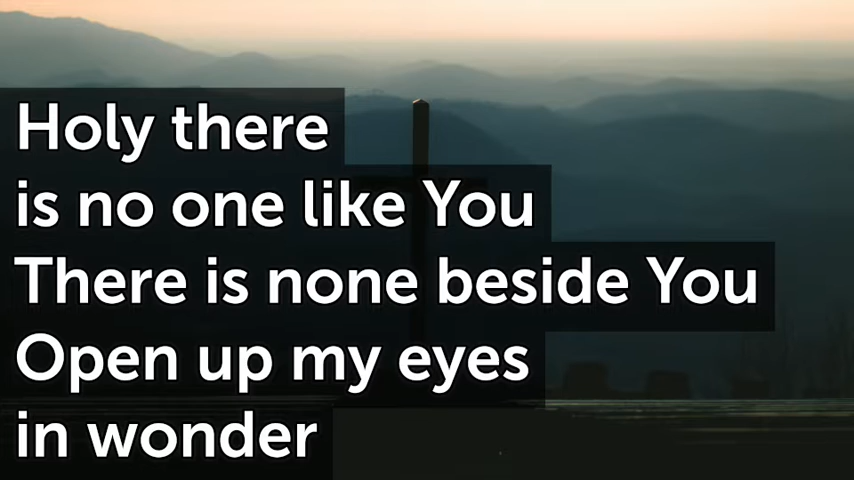 Holy there
is no one like You
There is none beside You
Open up my eyes
in wonder